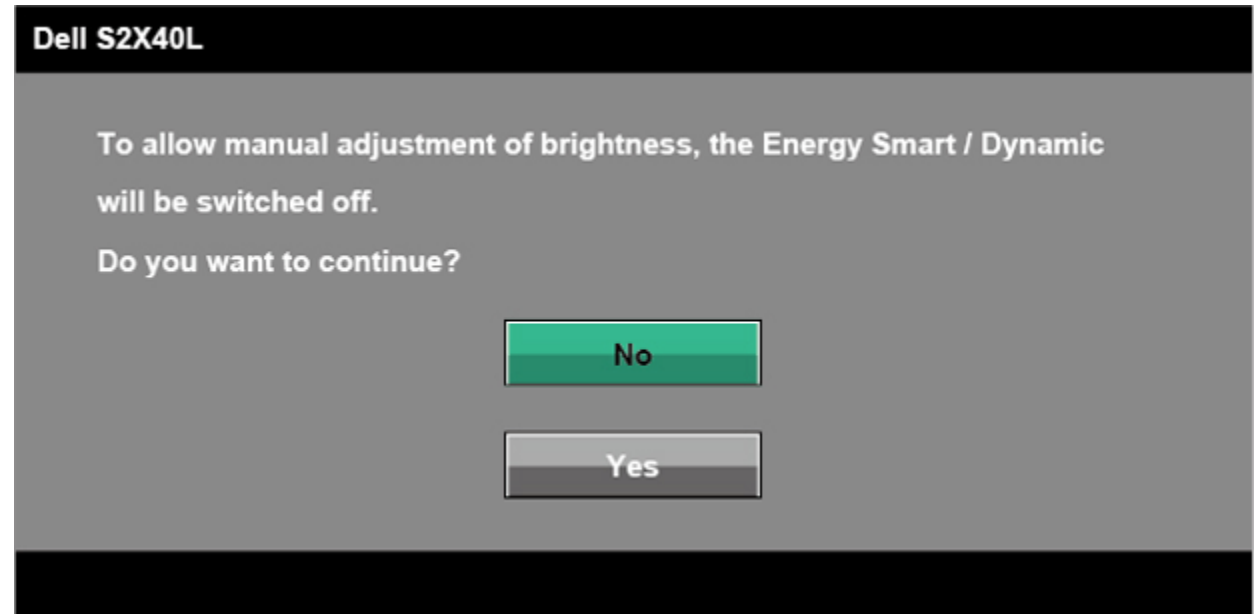 Dell S2X40L
To allow manual adjustment of brightness, the Energy Smart / Dynamic
will be switched off.
Do you want to continue?
No
Yes